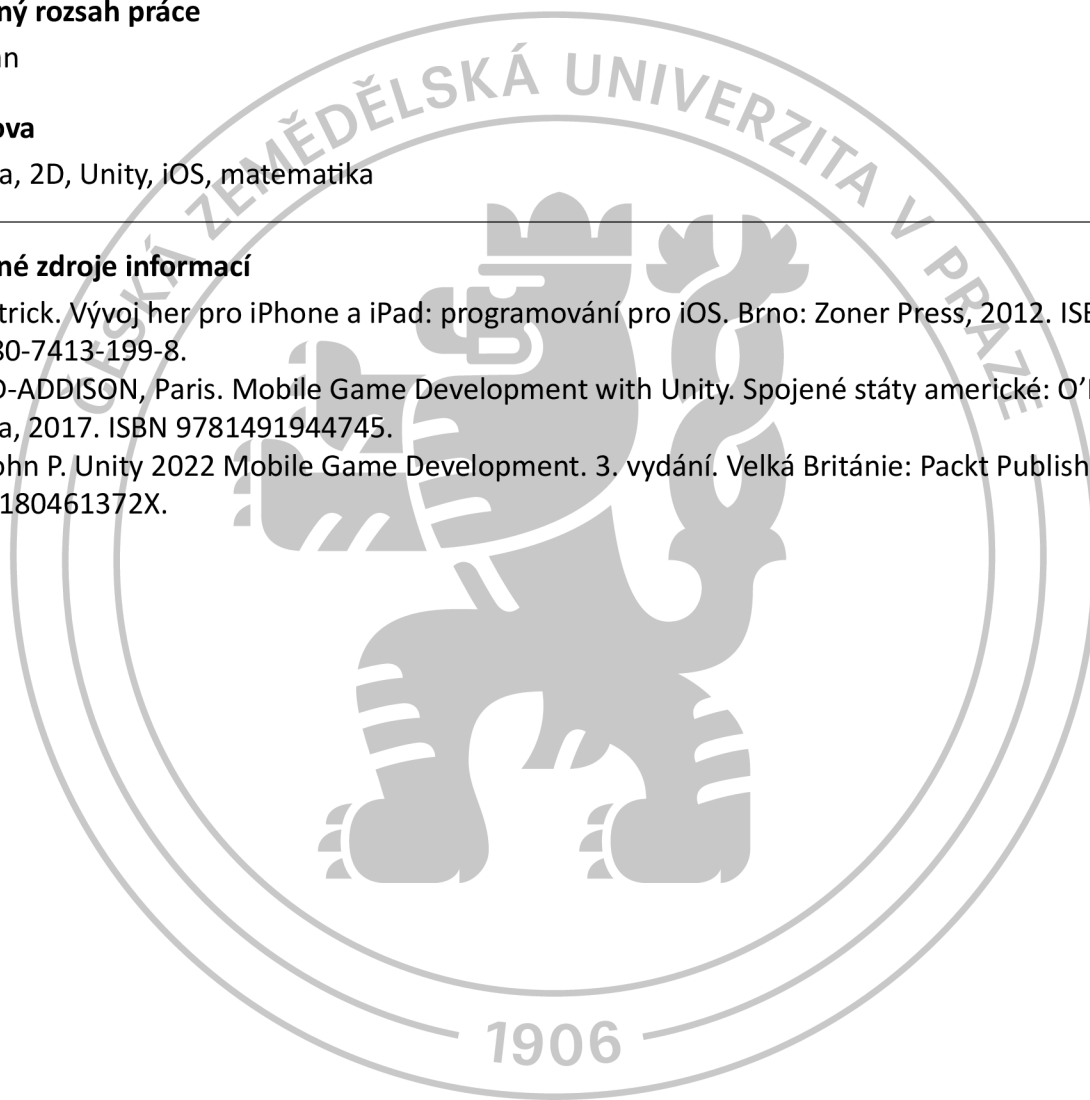 ný rozsah práce
an
ova
a, 2D, Unity, iOS, matematika
né zdroje informací
trick. Vývoj her pro iPhone a iPad: programování pro iOS. Brno: Zoner Press, 2012. ISB
80-7413-199-8.
D-ADDISON, Paris. Mobile Game Development with Unity. Spojené státy americké: O’
a, 2017. ISBN 9781491944745.
ohn P. Unity 2022 Mobile Game Development. 3. vydání. Velká Británie: Packt Publish
180461372X.
ČESKÁ ZEMĚDĚLSKÁ UNIVERZITA V PRAZE
1906